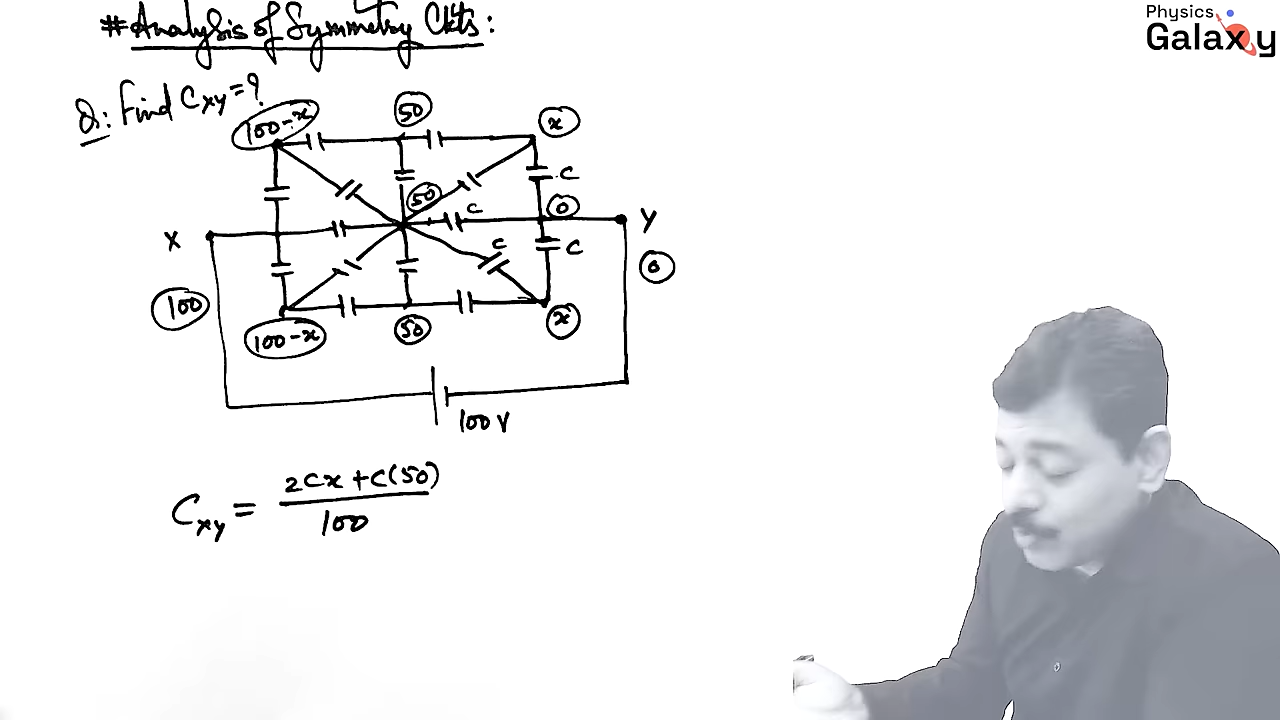 # Analysis of Symmetry Ckts:
Physics
Galaxy
Q: Find Cxy = ?
100-x 50 x
C
50 C 0
X Y
C C
100 0
100-x 50 x
100V
Cxy = 2Cx + C(50)
100